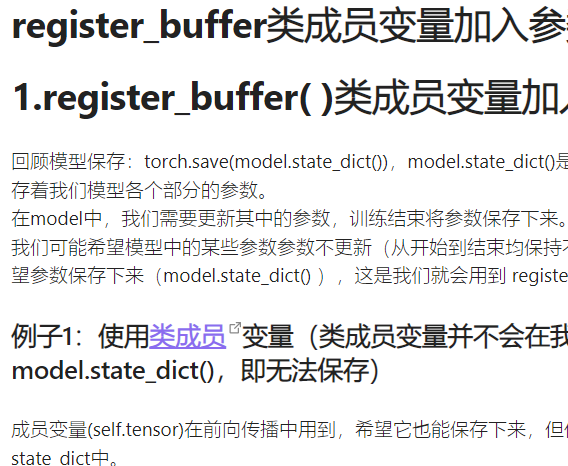 register_buffer类成员变量加入参
1.register_buffer( )类成员变量加
回顾模型保存：torch.save(model.state_dict())，model.state_dict()是
存着我们模型各个部分的参数。
在model中，我们需要更新其中的参数，训练结束将参数保存下来。
我们可能希望模型中的某些参数参数不更新（从开始到结束均保持不
望参数保存下来（model.state_dict() ），这是我们就会用到 registe
例子1：使用类成员变量（类成员变量并不会在我
model.state_dict()，即无法保存）
成员变量(self.tensor)在前向传播中用到，希望它也能保存下来，但
state_dict中。